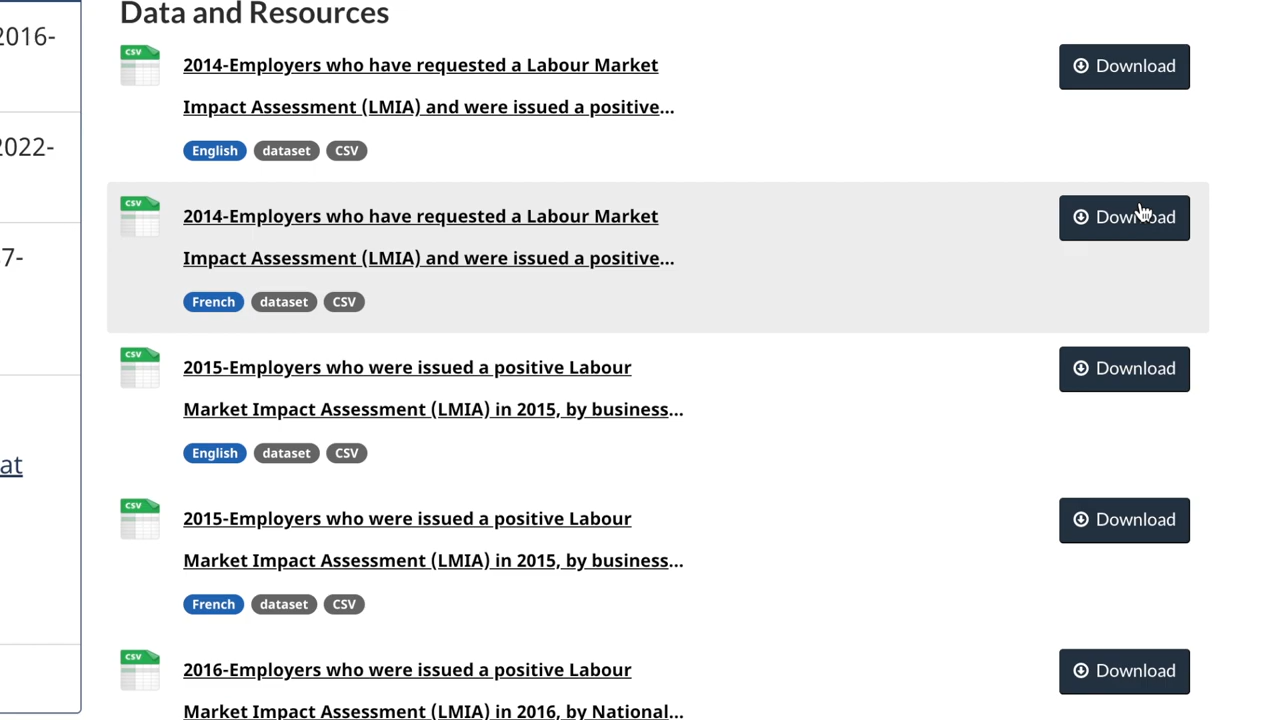 Data and Resources
2016-
2022-
7-
at
CSV
2014-Employers who have requested a Labour Market
Impact Assessment (LMIA) and were issued a positive...
English dataset CSV
Download
CSV
2014-Employers who have requested a Labour Market
Impact Assessment (LMIA) and were issued a positive...
French dataset CSV
Download
CSV
2015-Employers who were issued a positive Labour
Market Impact Assessment (LMIA) in 2015, by business...
English dataset CSV
Download
CSV
2015-Employers who were issued a positive Labour
Market Impact Assessment (LMIA) in 2015, by business...
French dataset CSV
Download
CSV
2016-Employers who were issued a positive Labour
Market Impact Assessment (LMIA) in 2016, by National...
Download